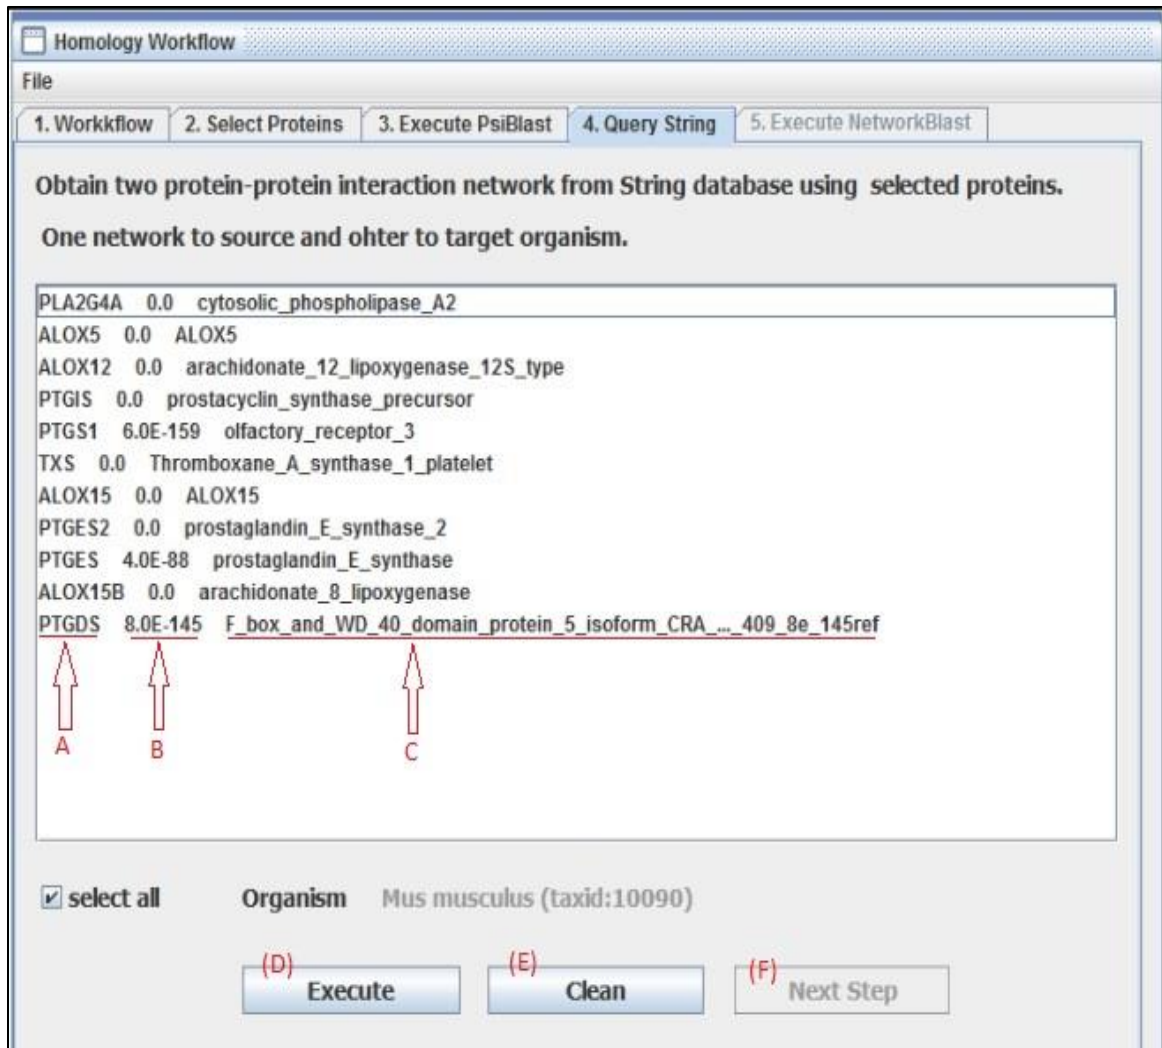 Homology Workflow
File
1. Workkflow 2. Select Proteins 3. Execute PsiBlast 4. Query String 5. Execute NetworkBlast
Obtain two protein-protein interaction network from String database using selected proteins.
One network to source and ohter to target organism.
PLA2G4A 0.0 cytosolic_phospholipase_A2
ALOX5 0.0 ALOX5
ALOX12 0.0 arachidonate_12_lipoxygenase_12S_type
PTGIS 0.0 prostacyclin_synthase_precursor
PTGS1 6.0E-159 olfactory_receptor_3
TXS 0.0 Thromboxane_A_synthase_1_platelet
ALOX15 0.0 ALOX15
PTGES2 0.0 prostaglandin_E_synthase_2
PTGES 4.0E-88 prostaglandin_E_synthase
ALOX15B 0.0 arachidonate_8_lipoxygenase
PTGDS 8.0E-145 F_box_and_WD_40_domain_protein_5_isoform_CRA_..._409_8e_145ref
A B C
select all Organism Mus musculus (taxid:10090)
(D) Execute (E) Clean (F) Next Step